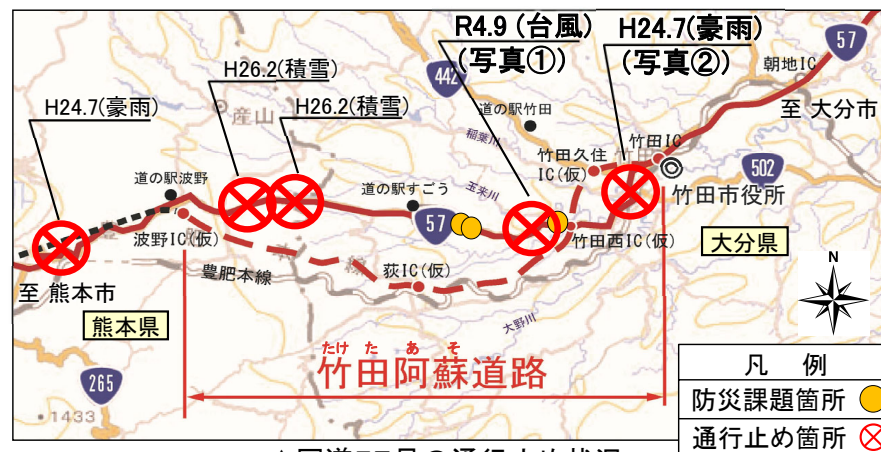 R4.9 (台風)
(写真①)
H24.7(豪雨)
(写真②)
57
朝地IC
442
H26.2(積雪)
H24.7(豪雨)
H26.2(積雪)
産山
道の駅竹田
稲葉川
至 大分市
竹田IC
竹田久住
IC(仮)
竹田
502
道の駅波野
道の駅すごう
玉来川
竹田市役所
57
波野IC(仮)
竹田西IC(仮)
大分県
豊肥本線
荻IC(仮)
線
N
至 熊本市
熊本県
大野川
たけ た あ そ
竹田阿蘇道路
265
1433
凡 例
防災課題箇所
通行止め箇所